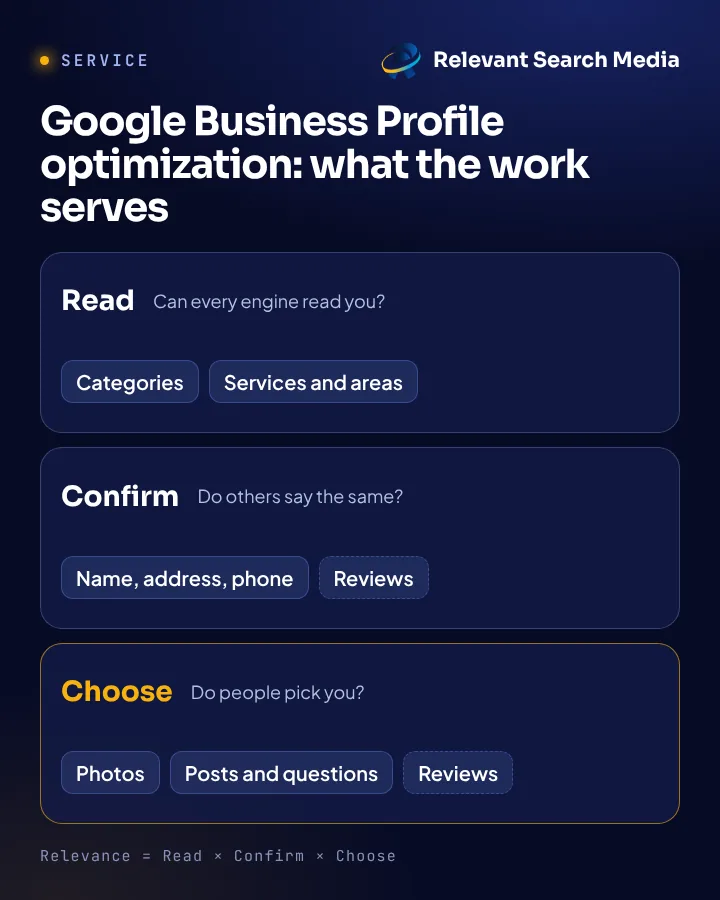 SERVICE
Relevant Search Media
Google Business Profile
optimization: what the work
serves
Read Can every engine read you?
Categories Services and areas
Confirm Do others say the same?
Name, address, phone Reviews
Choose Do people pick you?
Photos Posts and questions Reviews
Relevance = Read × Confirm × Choose